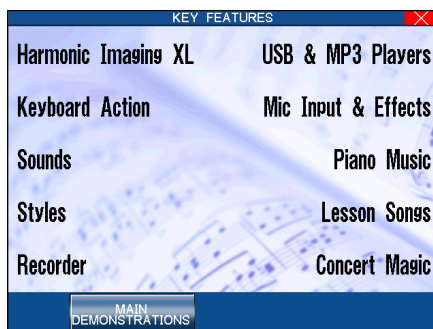 KEY FEATURES
Harmonic Imaging XL
USB & MP3 Players
Keyboard Action
Mic Input & Effects
Sounds
Piano Music
Styles
Lesson Songs
Recorder
Concert Magic
MAIN
DEMONSTRATIONS